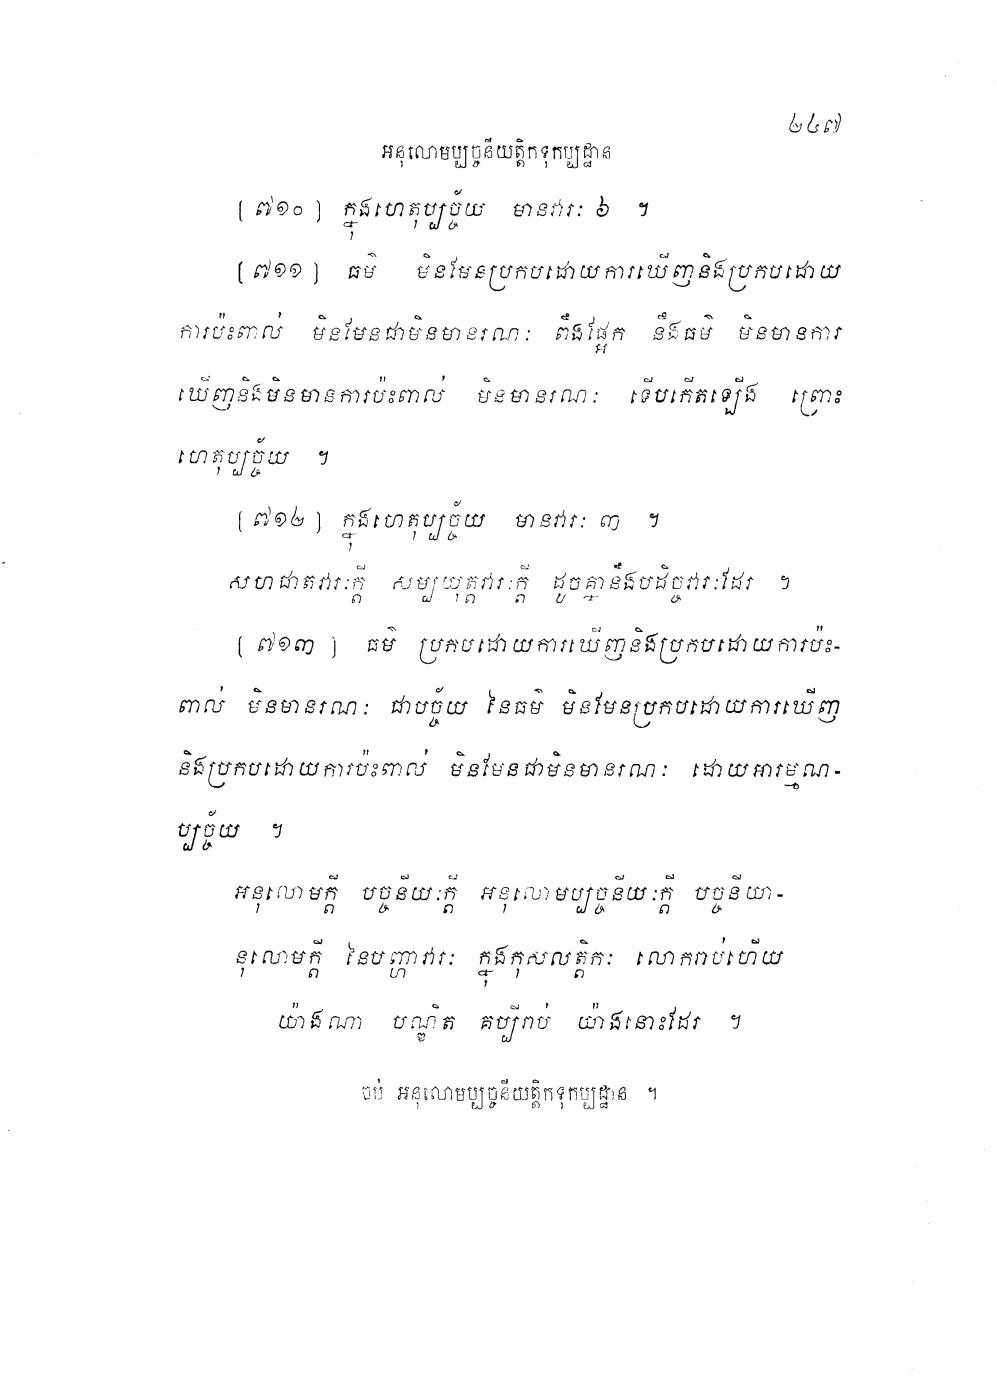 ២៤៧
អនុលោមប្បច្ចនីយត្តិកទុកប្បដ្ឋាន
[ ៧១០ ] ក្នុងហេតុប្បច្ច័យ មានវារៈ ៦ ។
[ ៧១១ ] ធម៌ មិនមែនប្រកបដោយការឃើញនិងប្រកបដោយ
ការប៉ះពាល់ មិនមែនជាមិនមានរណៈ ពឹងផ្អែក នឹងធម៌ មិនមានការ
ឃើញនិងមិនមានការប៉ះពាល់ មិនមានរណៈ ទើបកើតឡើង ព្រោះ
ហេតុប្បច្ច័យ ។
[ ៧១២ ] ក្នុងហេតុប្បច្ច័យ មានវារៈ ៣ ។
សហជាតវារៈក្តី សម្បយុត្តវារៈក្តី ដូចគ្នានឹងបដិច្ចវារៈដែរ ។
[ ៧១៣ ] ធម៌ ប្រកបដោយការឃើញនិងប្រកបដោយការប៉ះ-
ពាល់ មិនមានរណៈ ជាបច្ច័យ នៃធម៌ មិនមែនប្រកបដោយការឃើញ
និងប្រកបដោយការប៉ះពាល់ មិនមែនជាមិនមានរណៈ ដោយអារម្មណ-
ប្បច្ច័យ ។
អនុលោមក្តី បច្ចនីយៈក្តី អនុលោមប្បច្ចនីយៈក្តី បច្ចនីយា-
នុលោមក្តី នៃបញ្ហាវារៈ ក្នុងកុសលត្តិកៈ លោករាប់ហើយ
យ៉ាងណា បណ្ឌិត គប្បីរាប់ យ៉ាងនោះដែរ ។
ចប់ អនុលោមប្បច្ចនីយត្តិកទុកប្បដ្ឋាន ។